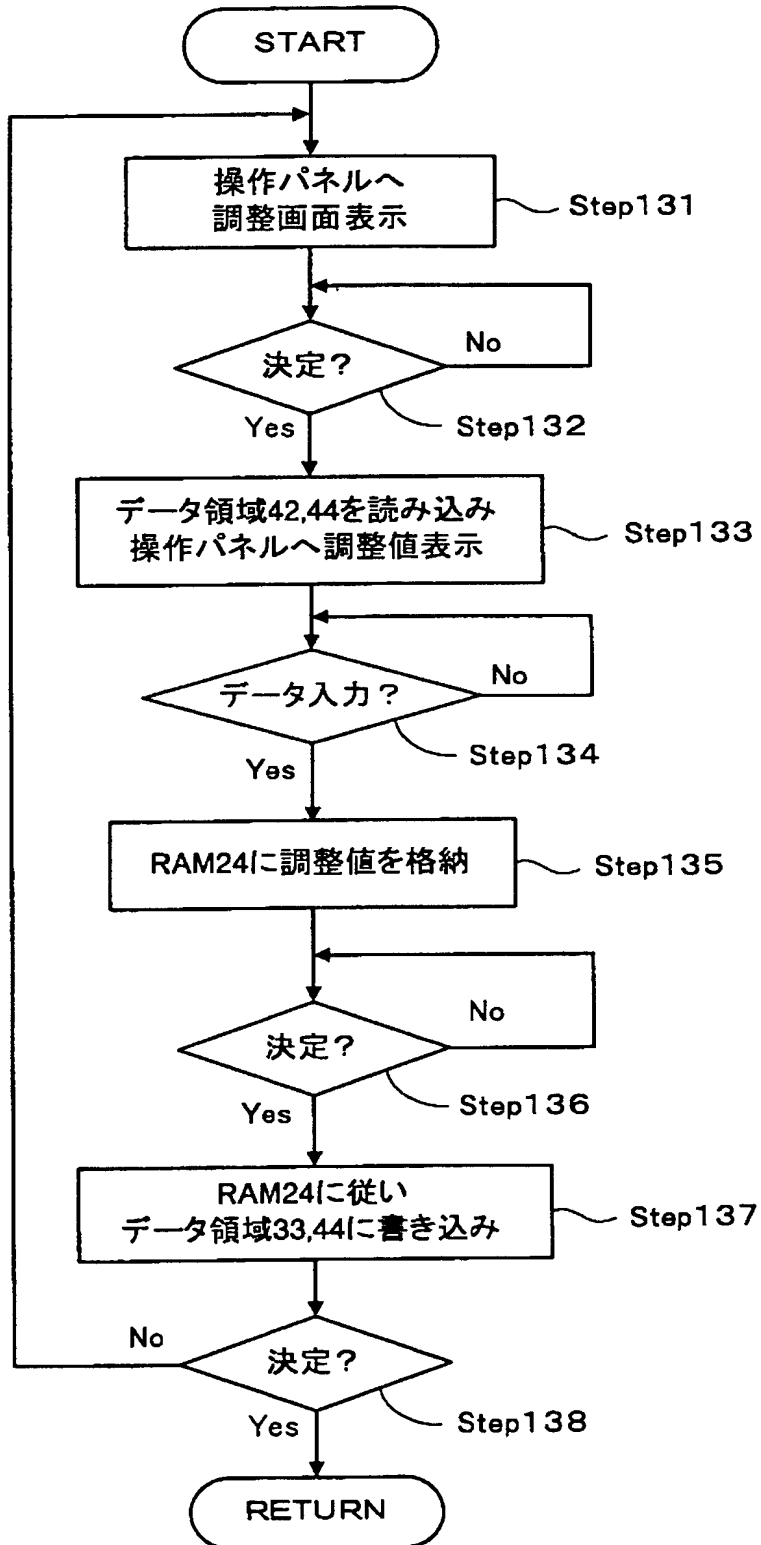 START
操作パネルへ
調整画面表示
Step131
決定?
No
Step132
Yes
データ領域42,44を読み込み
操作パネルへ調整値表示
Step133
データ入力?
No
Step134
Yes
RAM24に調整値を格納
Step135
決定?
No
Step136
Yes
RAM24に従い
データ領域33,44に書き込み
Step137
No
決定?
Step138
Yes
RETURN